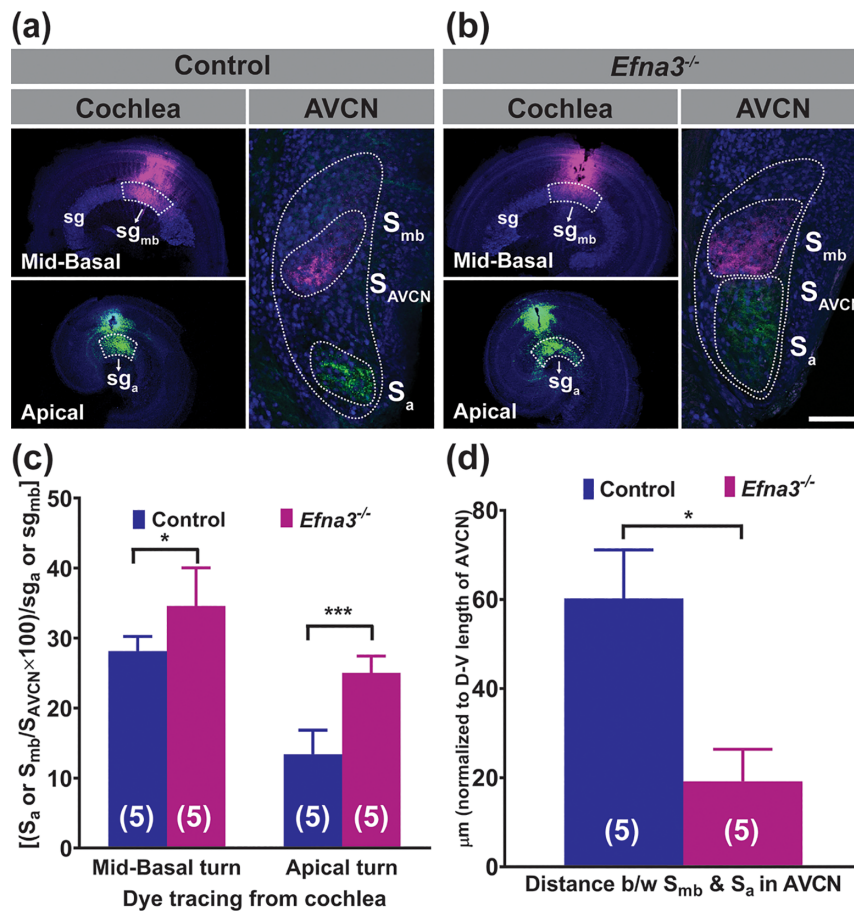 (a)
Control
Cochlea
AVCN
sg
sgmb
Mid-Basal
sga
Apical
Smb
SAVCN
Sa
(b)
Efna3-/-
Cochlea
AVCN
sg
sgmb
Mid-Basal
sga
Apical
Smb
SAVCN
Sa
(c)
[(Sa or Smb/SAVCN×100)/sga or sgmb]
50
40
30
20
10
0
Control
Efna3-/-
*
***
(5)
(5)
(5)
(5)
Mid-Basal turn
Apical turn
Dye tracing from cochlea
(d)
µm (normalized to D-V length of AVCN)
80
60
40
20
0
Control
Efna3-/-
*
(5)
(5)
Distance b/w Smb & Sa in AVCN